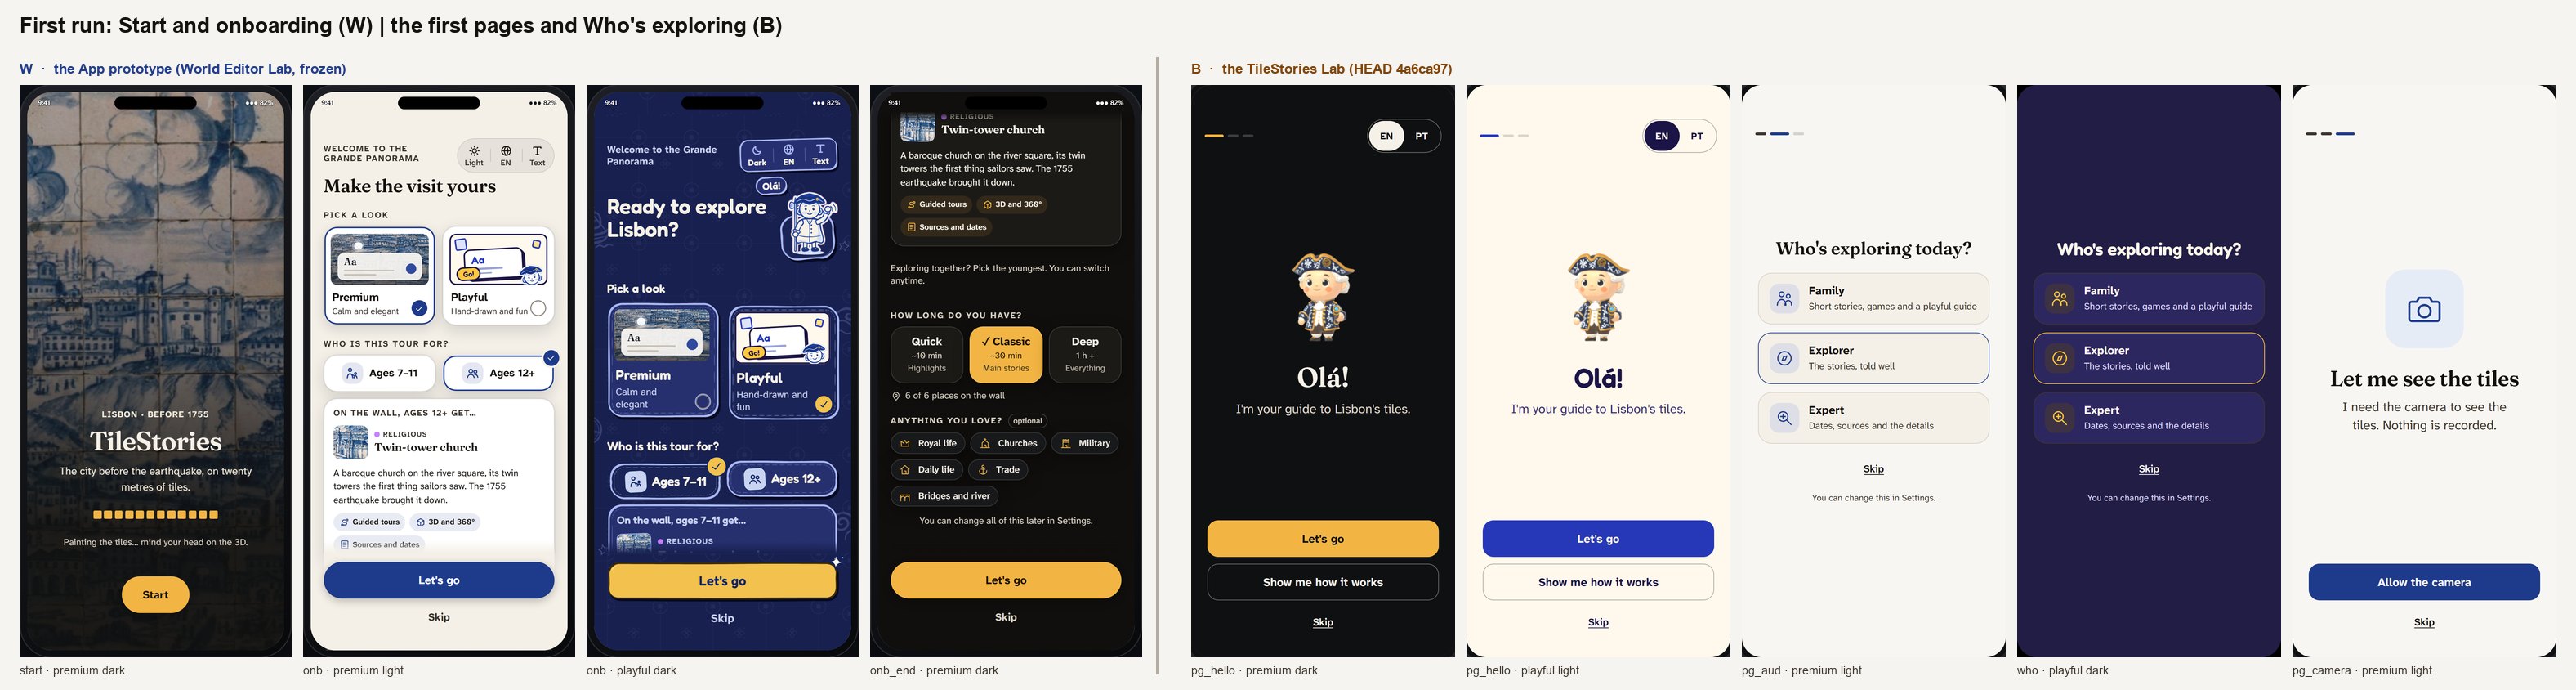 First run: Start and onboarding (W) | the first pages and Who's exploring (B)
W · the App prototype (World Editor Lab, frozen)
9:41
82%
LISBON · BEFORE 1755
TileStories
The city before the earthquake, on twenty
metres of tiles.
Painting the tiles... mind your head on the 3D.
Start
start · premium dark
9:41
82%
WELCOME TO THE
GRANDE PANORAMA
Light
EN
Text
Make the visit yours
PICK A LOOK
Aa
Aa
Go!
Premium
Calm and elegant
Playful
Hand-drawn and fun
WHO IS THIS TOUR FOR?
Ages 7–11
Ages 12+
ON THE WALL, AGES 12+ GET...
RELIGIOUS
Twin-tower church
A baroque church on the river square, its twin
towers the first thing sailors saw. The 1755
earthquake brought it down.
Guided tours
3D and 360°
Sources and dates
Let's go
Skip
onb · premium light
9:41
82%
Welcome to the Grande
Panorama
Dark
EN
Text
Olá!
Ready to explore
Lisbon?
Pick a look
Aa
Aa
Go!
Premium
Calm and
elegant
Playful
Hand-drawn and
fun
Who is this tour for?
Ages 7–11
Ages 12+
On the wall, ages 7–11 get...
RELIGIOUS
Let's go
Skip
onb · playful dark
9:41
82%
RELIGIOUS
Twin-tower church
A baroque church on the river square, its twin
towers the first thing sailors saw. The 1755
earthquake brought it down.
Guided tours
3D and 360°
Sources and dates
Exploring together? Pick the youngest. You can switch
anytime.
HOW LONG DO YOU HAVE?
Quick
~10 min
Highlights
✓ Classic
~30 min
Main stories
Deep
1 h +
Everything
6 of 6 places on the wall
ANYTHING YOU LOVE? optional
Royal life
Churches
Military
Daily life
Trade
Bridges and river
You can change all of this later in Settings.
Let's go
Skip
onb_end · premium dark
B · the TileStories Lab (HEAD 4a6ca97)
EN PT
Olá!
I'm your guide to Lisbon's tiles.
Let's go
Show me how it works
Skip
pg_hello · premium dark
EN PT
Olá!
I'm your guide to Lisbon's tiles.
Let's go
Show me how it works
Skip
pg_hello · playful light
Who's exploring today?
Family
Short stories, games and a playful guide
Explorer
The stories, told well
Expert
Dates, sources and the details
Skip
You can change this in Settings.
pg_aud · premium light
Who's exploring today?
Family
Short stories, games and a playful guide
Explorer
The stories, told well
Expert
Dates, sources and the details
Skip
You can change this in Settings.
who · playful dark
Let me see the tiles
I need the camera to see the
tiles. Nothing is recorded.
Allow the camera
Skip
pg_camera · premium light